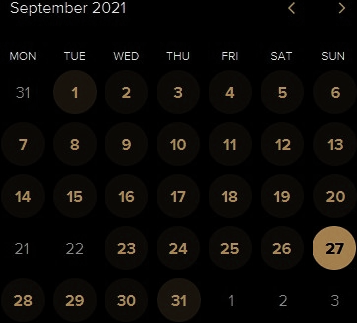 September 2021
MON TUE WED THU FRI SAT SUN
31 1 2 3 4 5 6
7 8 9 10 11 12 13
14 15 16 17 18 19 20
21 22 23 24 25 26 27
28 29 30 31 1 2 3